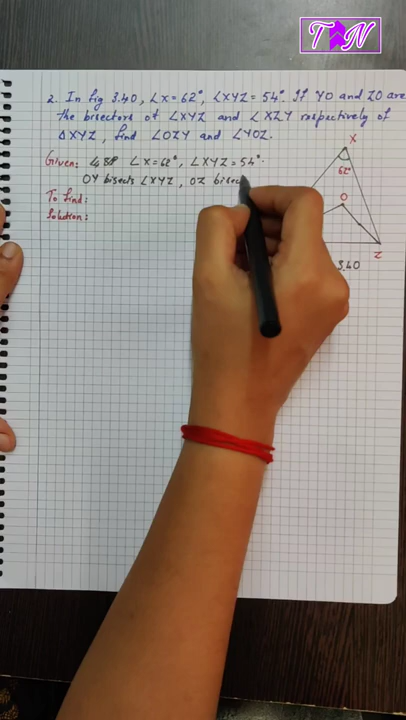 T N
2. In fig 3.40, ∠X = 62°, ∠XYZ = 54°. If YO and ZO are
the bisectors of ∠XYZ and ∠XZY respectively of
ΔXYZ, find ∠OZY and ∠YOZ.
Given: ∠X = 62°, ∠XYZ = 54°.
OY bisects ∠XYZ, OZ bisec
To find:
Solution:
X
62°
O
Z
3.40